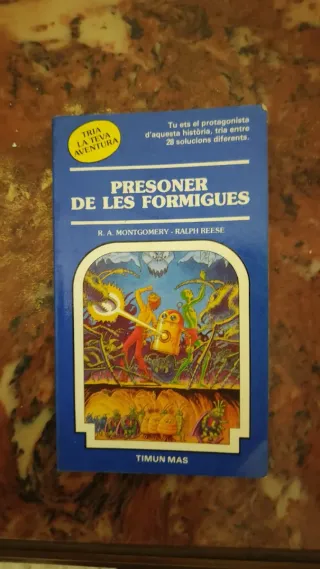 TRIA
LA TEVA
AVENTURA
Tu ets el protagonista
d'aquesta història, tria entre
28 solucions diferents.
PRESONER
DE LES FORMIGUES
R. A. MONTGOMERY - RALPH REESE
TIMUN MAS